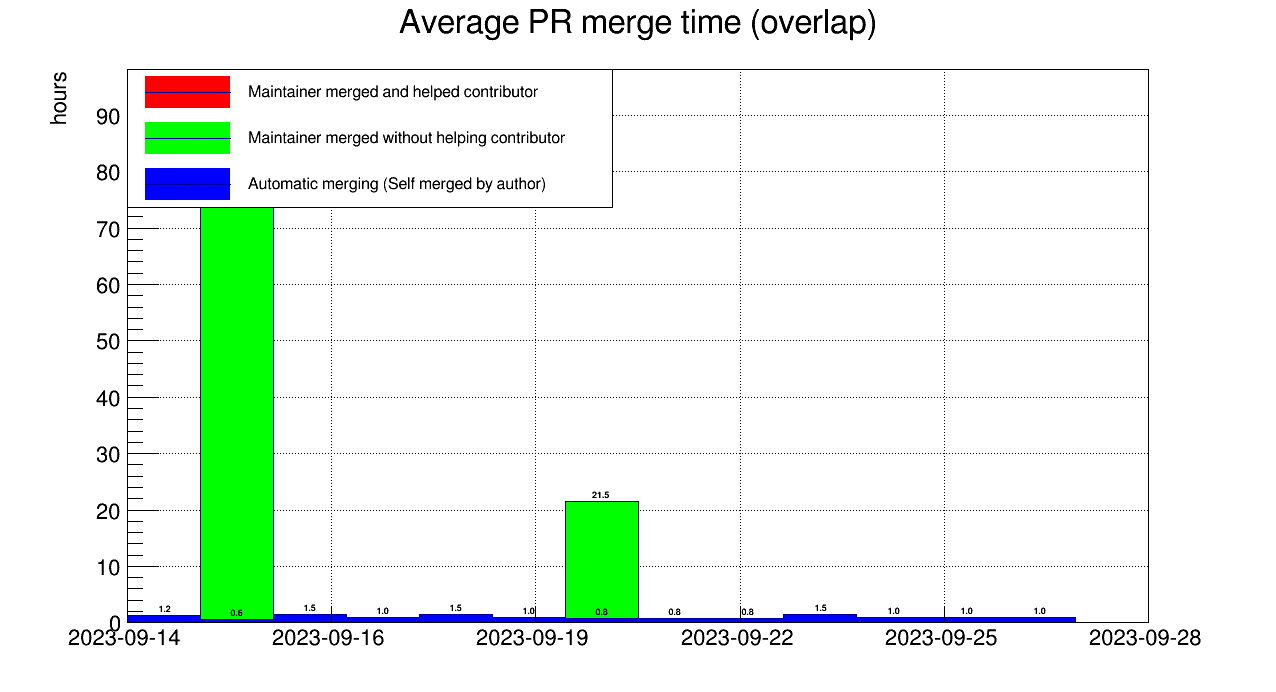 Average PR merge time (overlap)
hours
Maintainer merged and helped contributor
Maintainer merged without helping contributor
Automatic merging (Self merged by author)
90
80
70
60
50
40
30
20
10
0
21.5
1.2 0.6 1.5 1.0 1.5 1.0 0.8 0.8 0.8 1.5 1.0 1.0 1.0
2023-09-14 2023-09-16 2023-09-19 2023-09-22 2023-09-25 2023-09-28